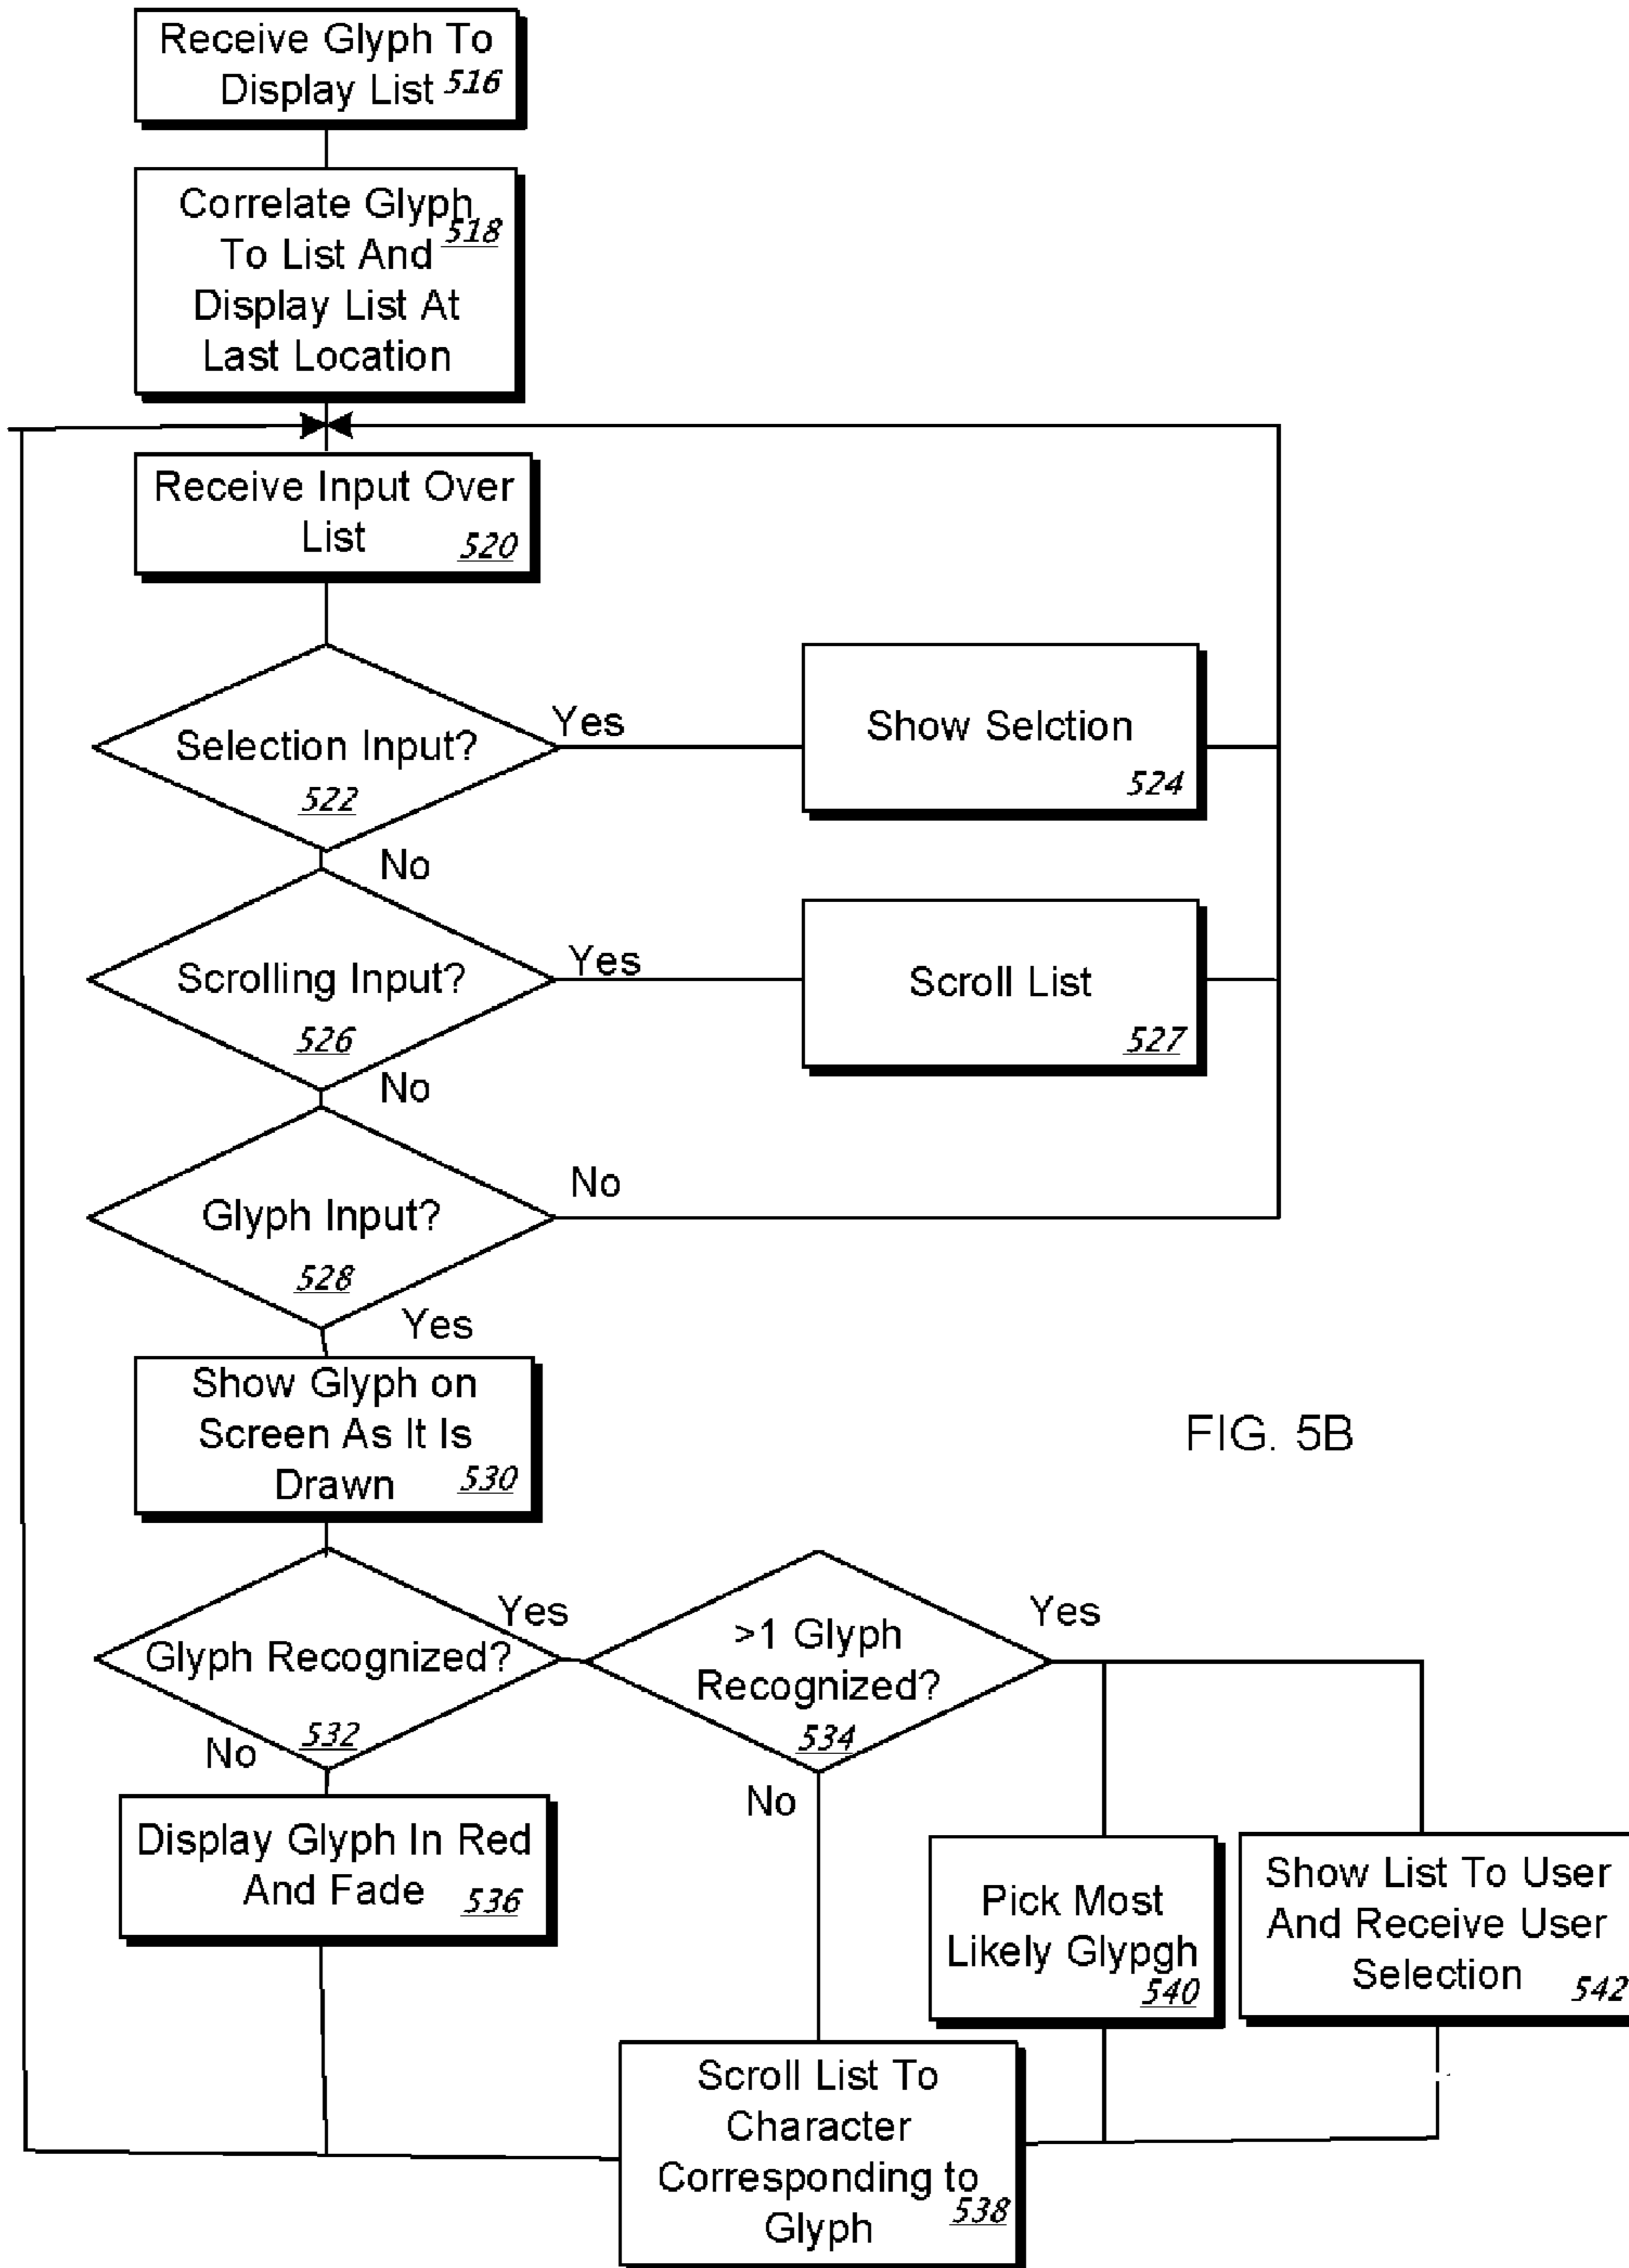 Receive Glyph To
Display List 516
Correlate Glyph
518
To List And
Display List At
Last Location
Receive Input Over
List 520
Selection Input?
522
Yes
Show Selction
524
No
Scrolling Input?
526
Yes
Scroll List
527
No
Glyph Input?
528
No
Yes
Show Glyph on
Screen As It Is
Drawn 530
FIG. 5B
Glyph Recognized?
532
Yes
>1 Glyph
Recognized?
534
Yes
No
No
Display Glyph In Red
And Fade 536
Pick Most
Likely Glypgh
540
Show List To User
And Receive User
Selection 542
Scroll List To
Character
Corresponding to
Glyph 538